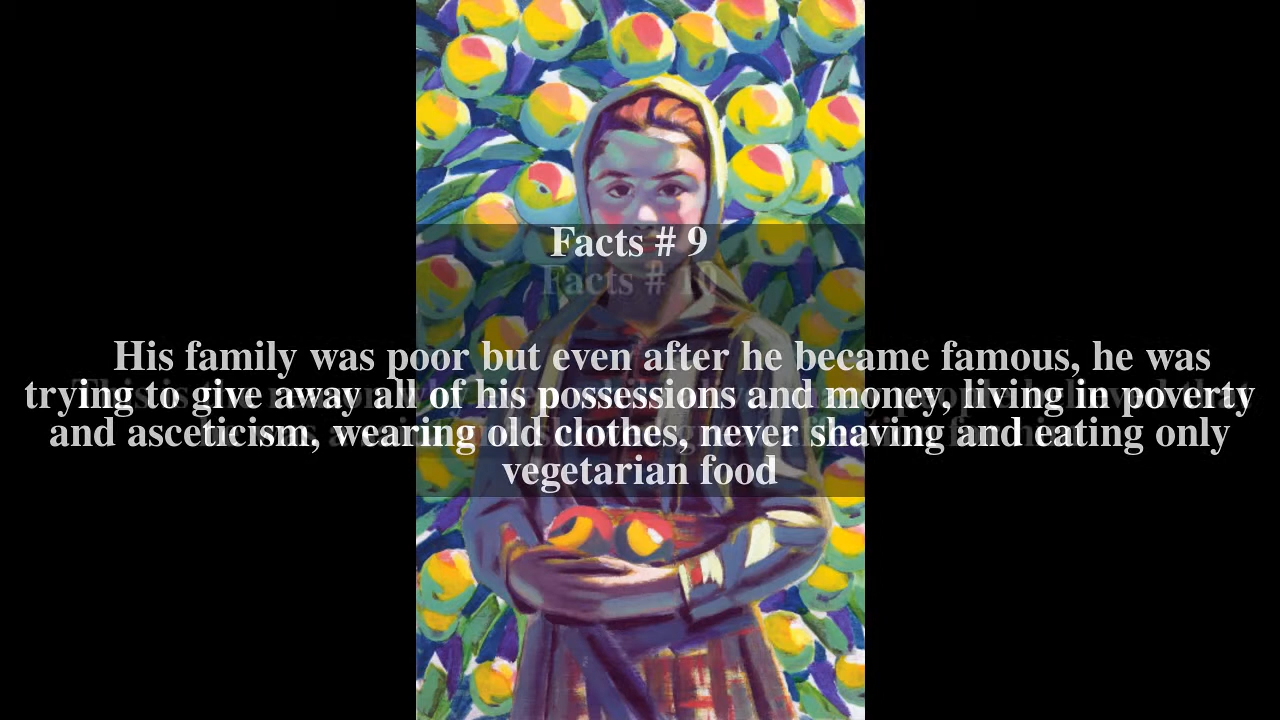 Facts # 9
Facts # 10
His family was poor but even after he became famous, he was
trying to give away all of his possessions and money, living in poverty
and asceticism, wearing old clothes, never shaving and eating only
vegetarian food